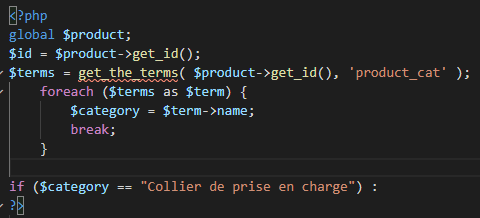 <?php
global $product;
$id = $product->get_id();
$terms = get_the_terms( $product->get_id(), 'product_cat' );
    foreach ($terms as $term) {
        $category = $term->name;
        break;
    }

if ($category == "Collier de prise en charge") :
?>